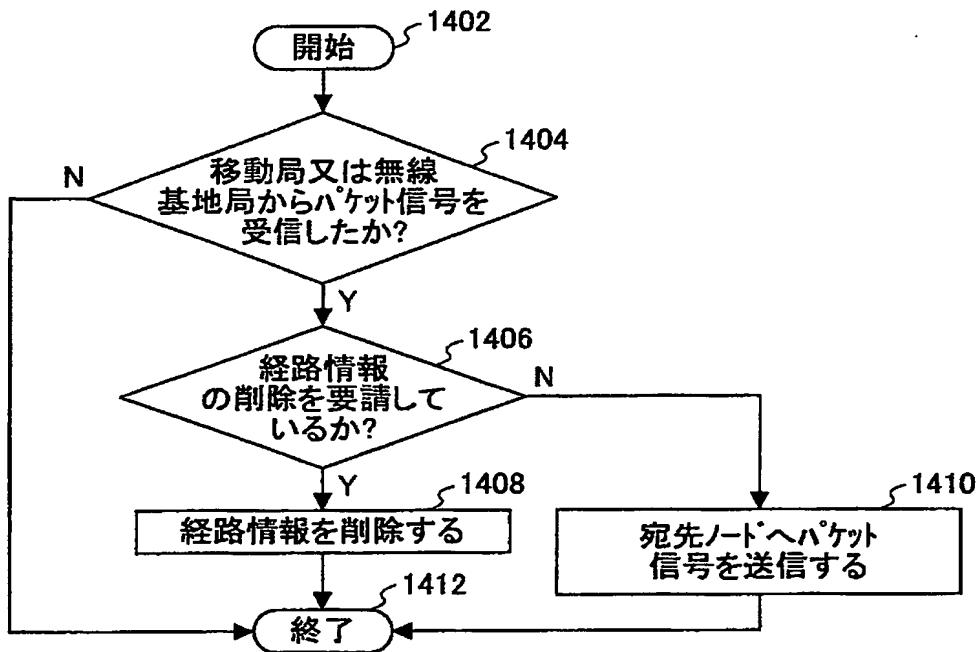 1402
開始
1404
移動局又は無線
基地局からパケット信号を
受信したか?
N
Y
1406
経路情報
の削除を要請して
いるか?
N
Y
1408
経路情報を削除する
1410
宛先ノードへパケット
信号を送信する
1412
終了